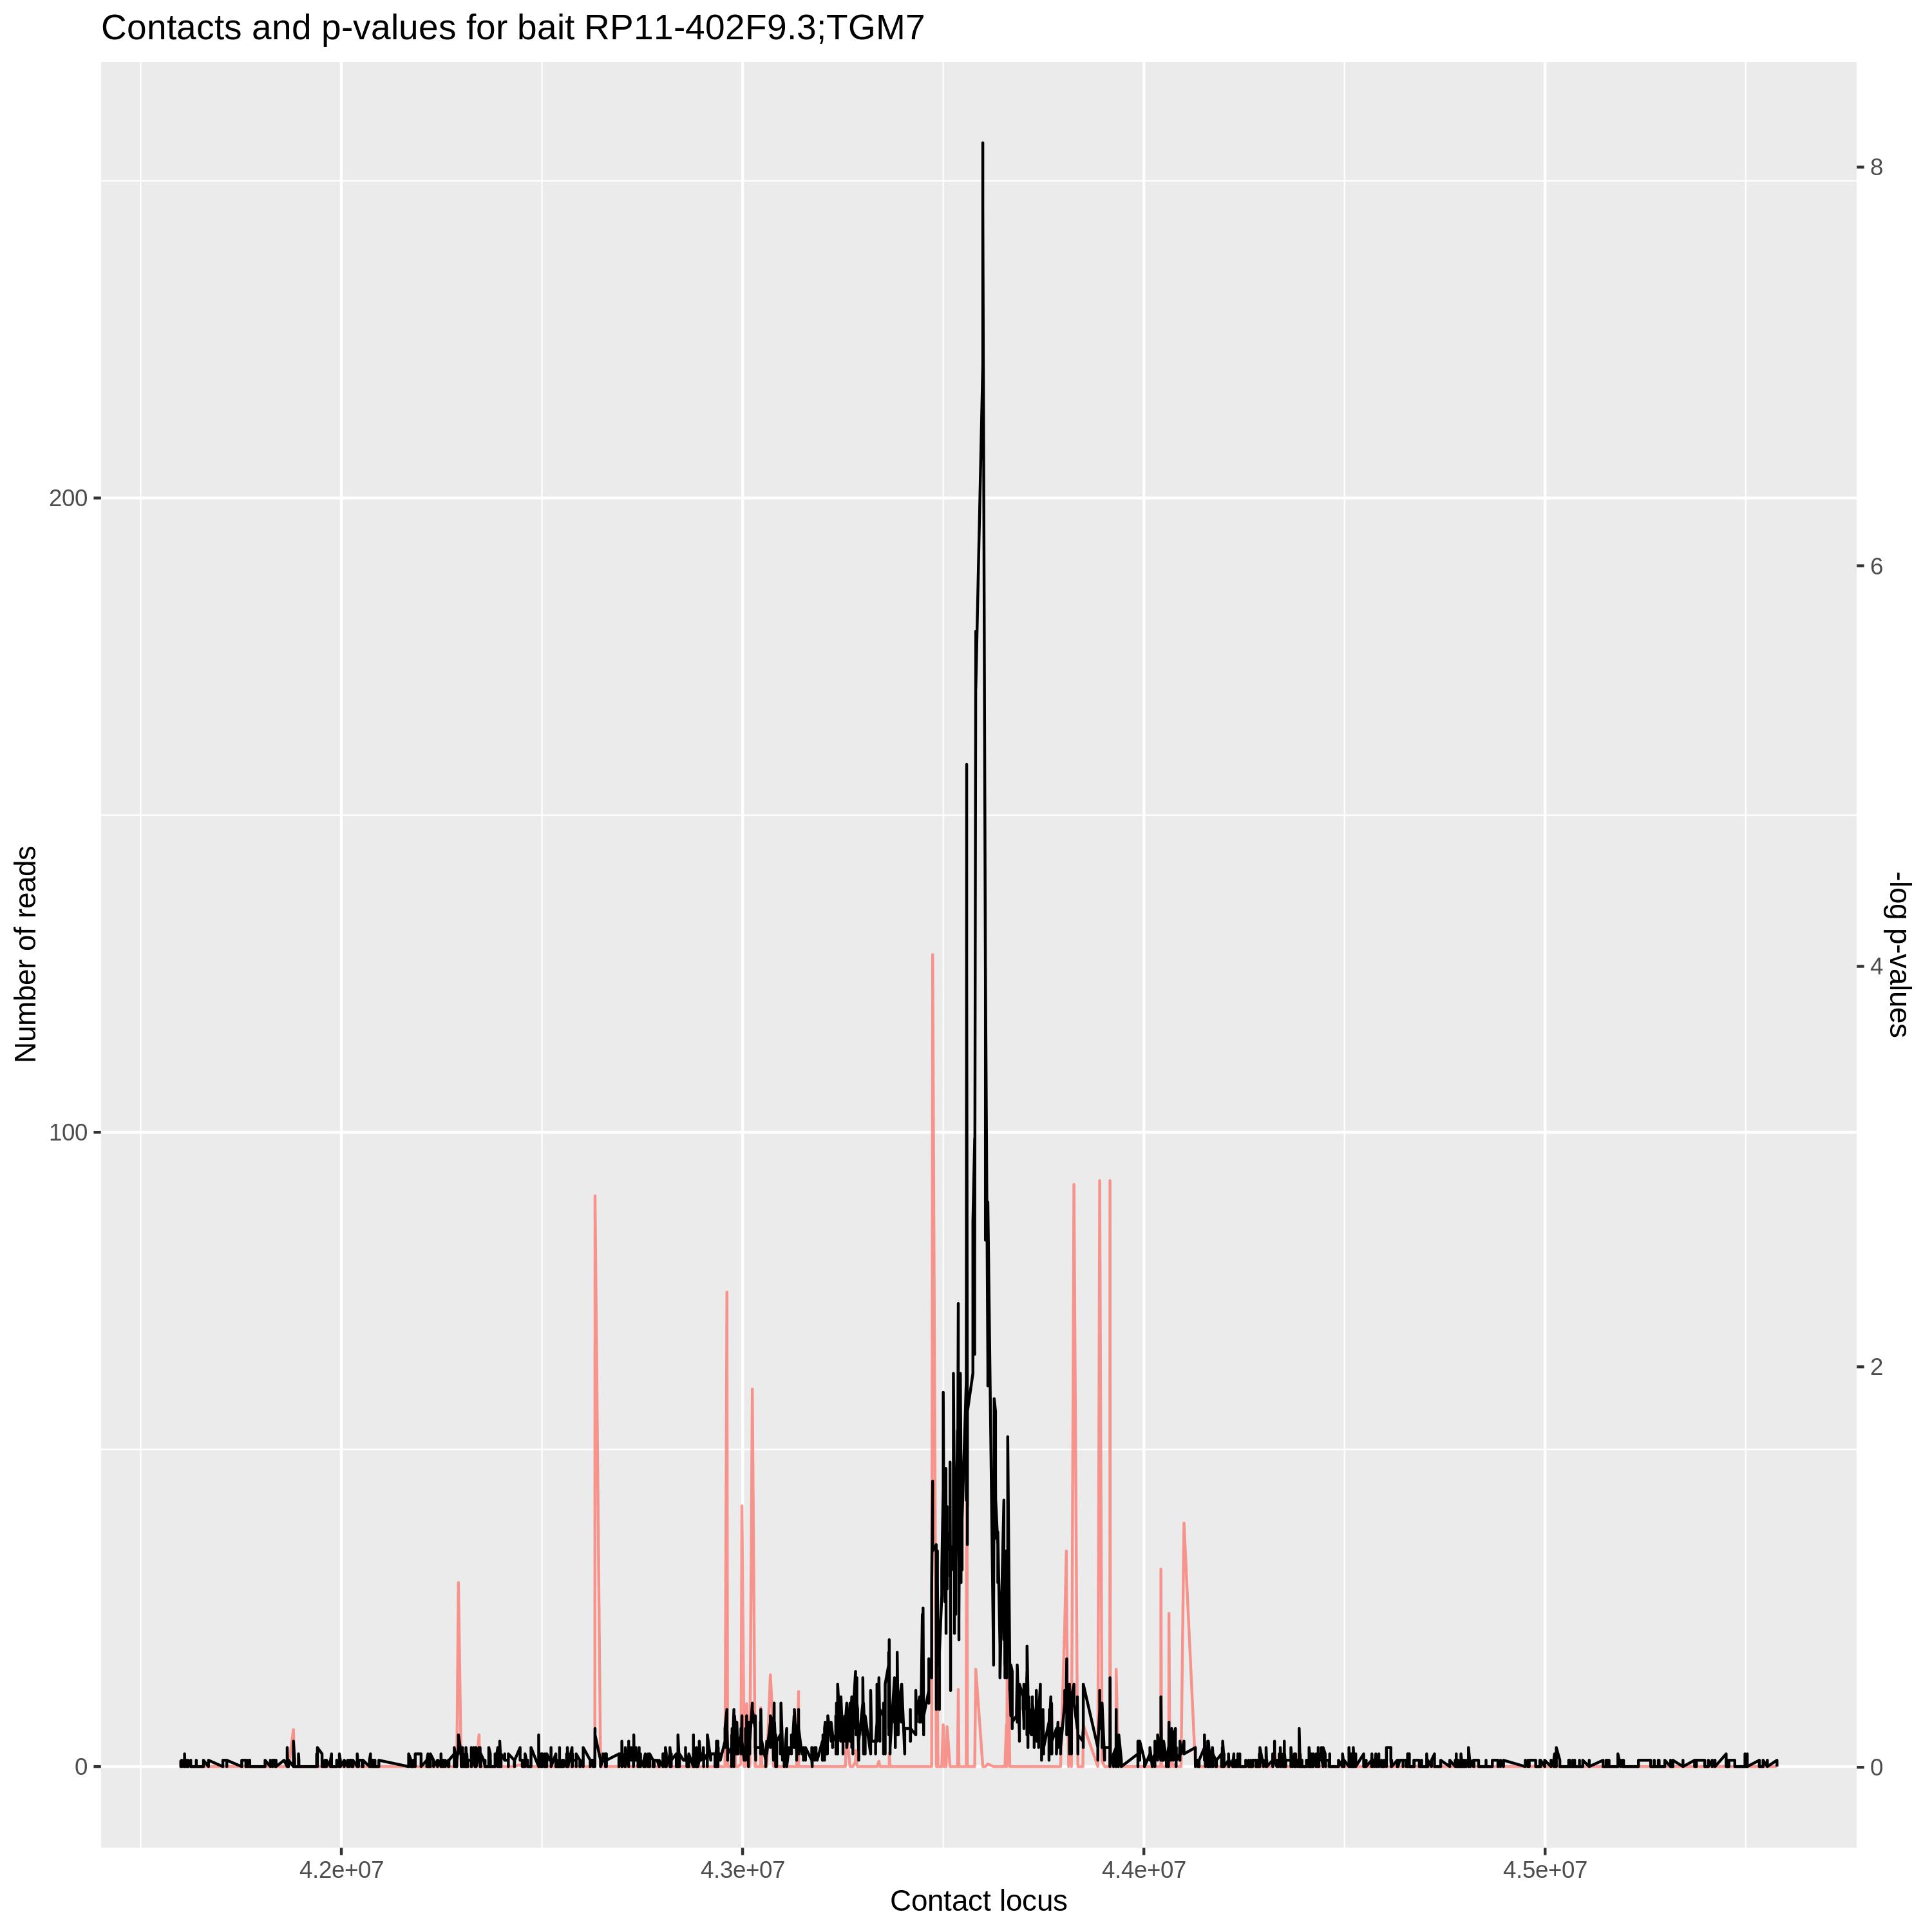 Contacts and p-values for bait RP11-402F9.3;TGM7
Number of reads
200
100
0
8
6
4
2
0
-log p-values
4.2e+07
4.3e+07
4.4e+07
4.5e+07
Contact locus